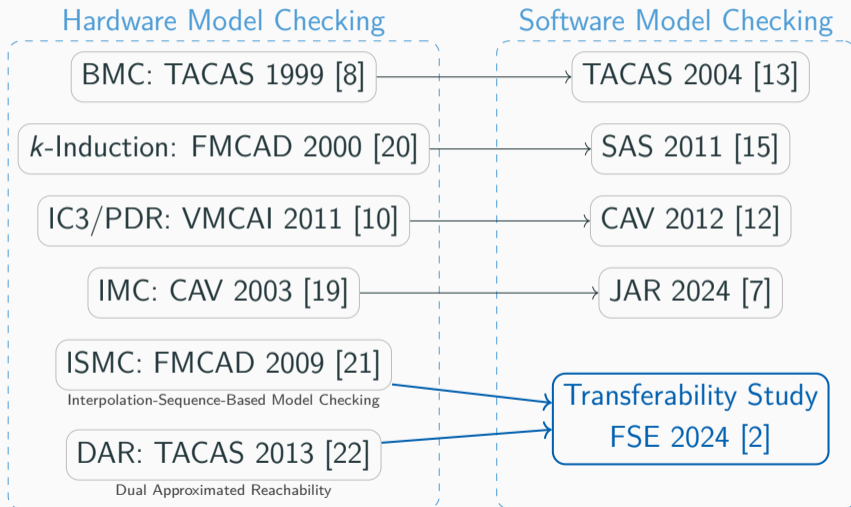 Hardware Model Checking
Software Model Checking
BMC: TACAS 1999 [8]
TACAS 2004 [13]
k-Induction: FMCAD 2000 [20]
SAS 2011 [15]
IC3/PDR: VMCAI 2011 [10]
CAV 2012 [12]
IMC: CAV 2003 [19]
JAR 2024 [7]
ISMC: FMCAD 2009 [21]
Interpolation-Sequence-Based Model Checking
DAR: TACAS 2013 [22]
Dual Approximated Reachability
Transferability Study
FSE 2024 [2]